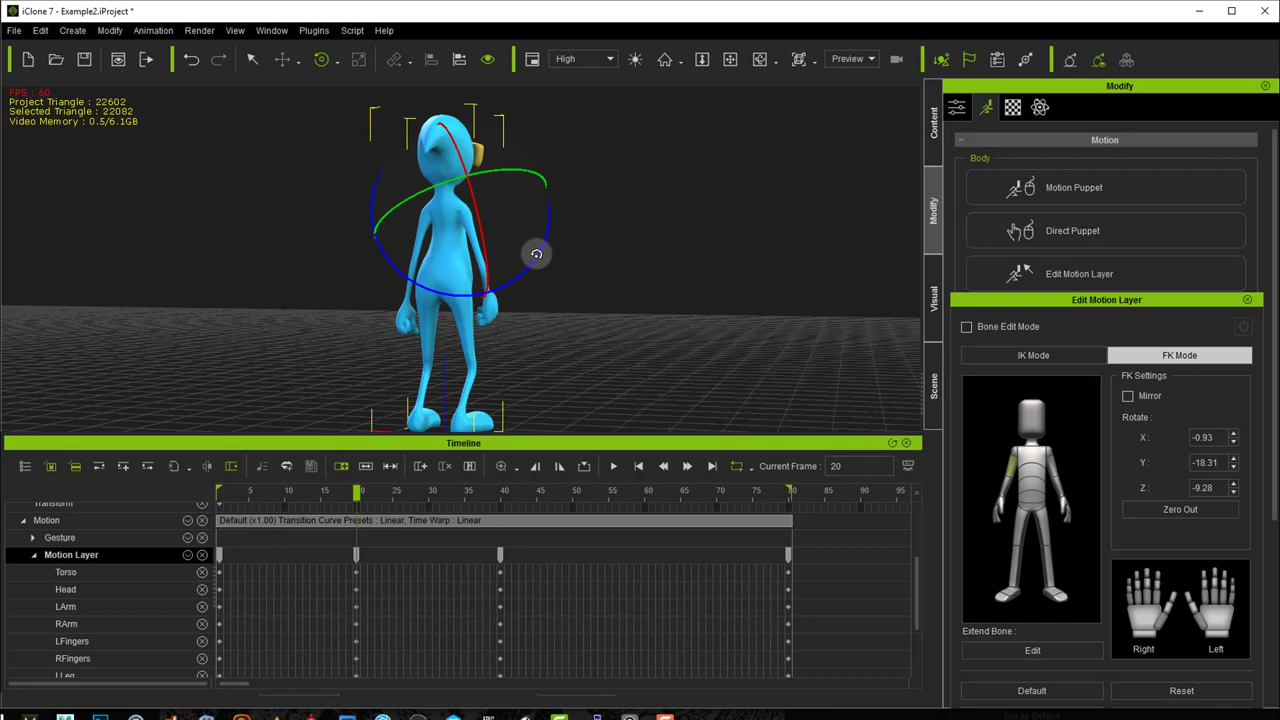 iClone 7 - Example2.iProject *
File Edit Create Modify Animation Render View Window Plugins Script Help
High Preview
FPS : 60.
Project Triangle : 22602
Selected Triangle : 22082
Video Memory : 0.5/6.1GB
Content
Modify
Visual
Scene
Modify
Motion
Body
Motion Puppet
Direct Puppet
Edit Motion Layer
Edit Motion Layer
Bone Edit Mode
IK Mode FK Mode
FK Settings
Mirror
Rotate :
X : -0.93
Y : -18.31
Z : -9.28
Zero Out
Extend Bone :
Edit
Right Left
Default Reset
Timeline
Current Frame : 20
5 10 15 20 25 30 35 40 45 50 55 60 65 70 75 80 85 90 95
Transform
Motion Default (x1.00) Transition Curve Presets : Linear, Time Warp : Linear
Gesture
Motion Layer
Torso
Head
LArm
RArm
LFingers
RFingers
LLeg